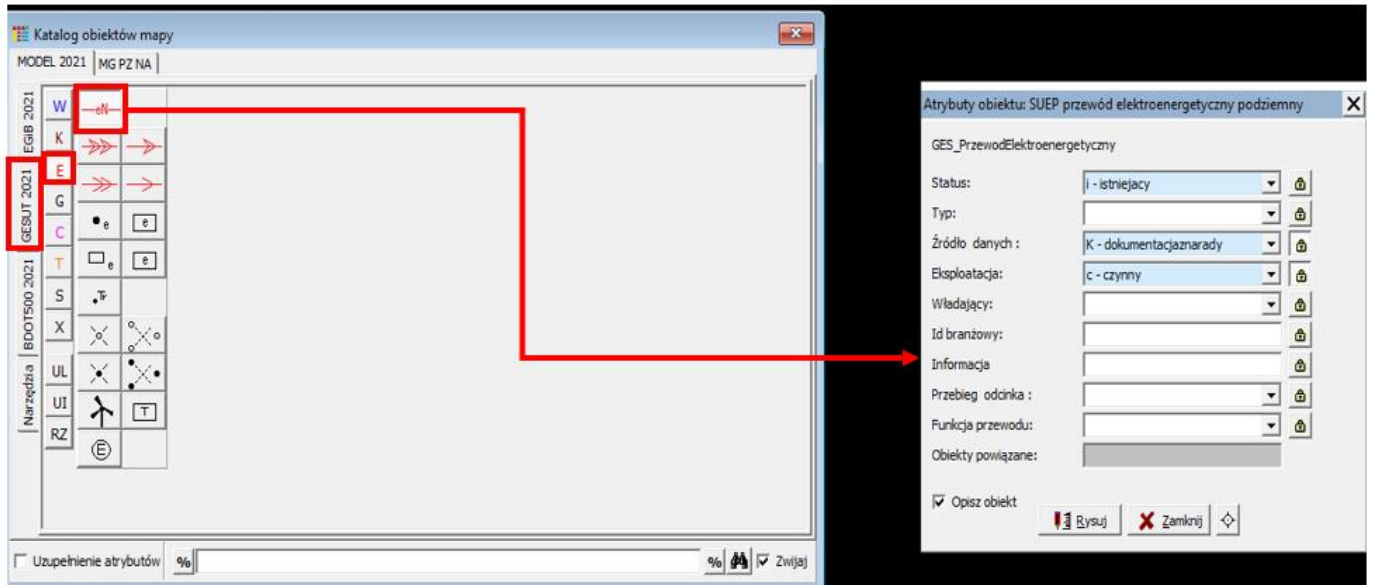 Katalog obiektów mapy
MODEL 2021 MG PZ NA
EGiB 2021
GESUT 2021
BDOT500 2021
Narzędzia
W
K
E
G
C
T
S
X
UL
UI
RZ
eN
e e
e e
Tr
T
E
Uzupełnienie atrybutów % % Zwijaj
Atrybuty obiektu: SUEP przewód elektroenergetyczny podziemny X
GES_PrzewodElektroenergetyczny
Status: i - istniejacy
Typ:
Źródło danych : K - dokumentacjaznarady
Eksploatacja: c - czynny
Władający:
Id branżowy:
Informacja
Przebieg odcinka :
Funkcja przewodu:
Obiekty powiązane:
Opisz obiekt
Rysuj Zamknij